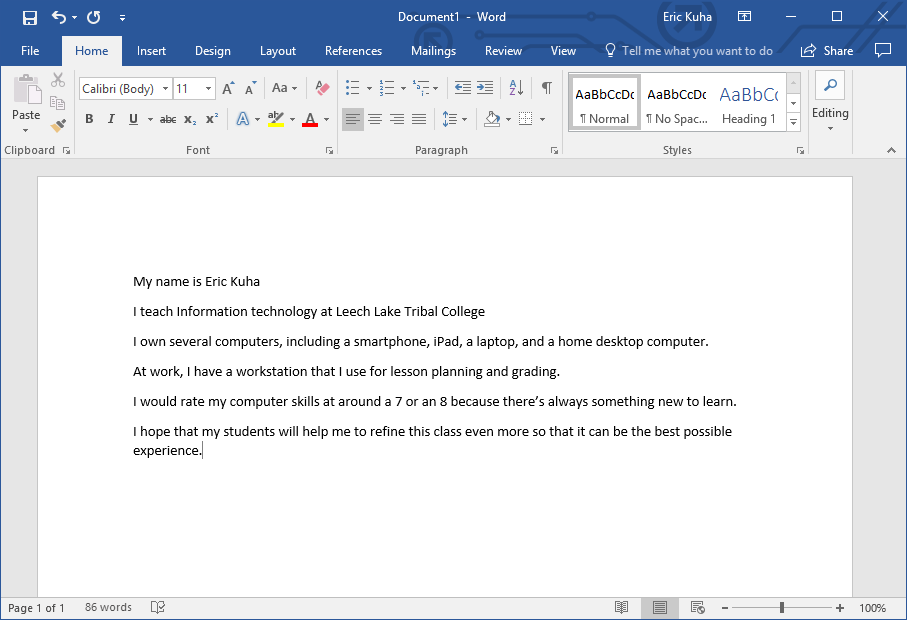 Document1 - Word
Eric Kuha
File Home Insert Design Layout References Mailings Review View Tell me what you want to do Share
Paste
Calibri (Body) 11 Aa
B I U abc x₂ x² A ab A
AaBbCcDc AaBbCcDc AaBbCc
¶ Normal ¶ No Spac... Heading 1
Editing
Clipboard Font Paragraph Styles
My name is Eric Kuha
I teach Information technology at Leech Lake Tribal College
I own several computers, including a smartphone, iPad, a laptop, and a home desktop computer.
At work, I have a workstation that I use for lesson planning and grading.
I would rate my computer skills at around a 7 or an 8 because there’s always something new to learn.
I hope that my students will help me to refine this class even more so that it can be the best possible
experience.
Page 1 of 1 86 words 100%